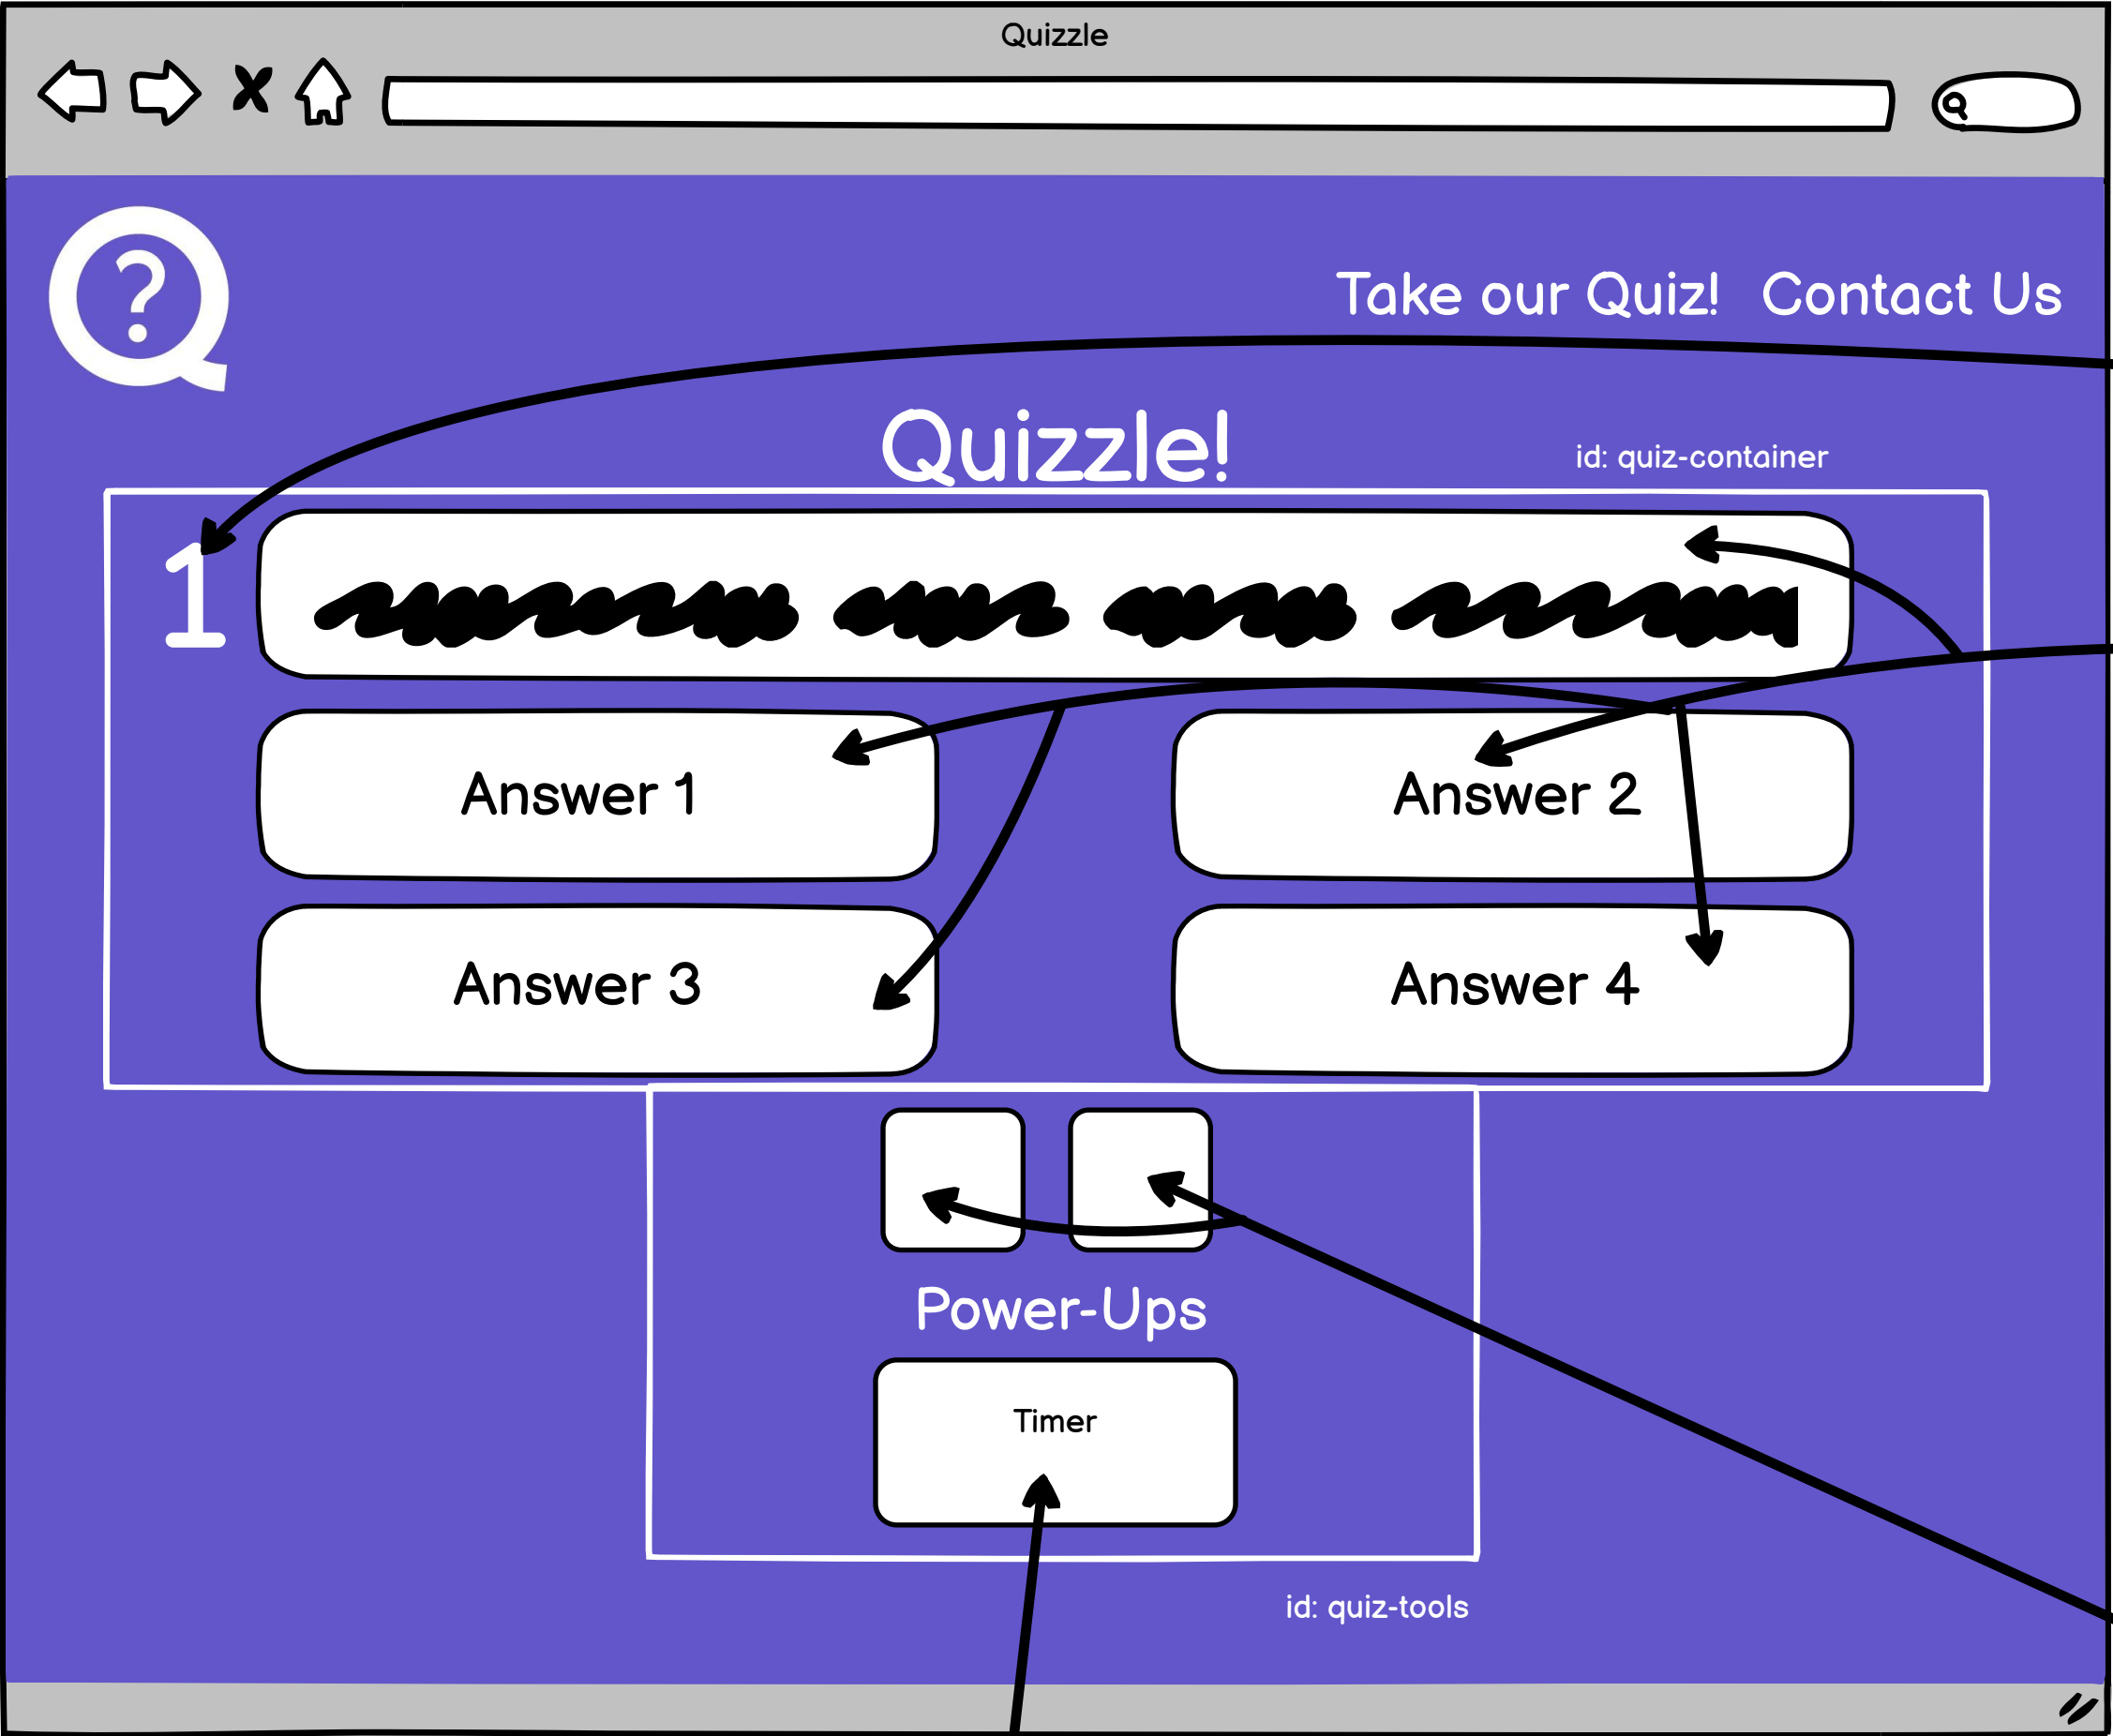 Quizzle
Q?
Take our Quiz! Contact Us
Quizzle!
id: quiz-container
1
Answer 1 Answer 2
Answer 3 Answer 4
Power-Ups
Timer
id: quiz-tools